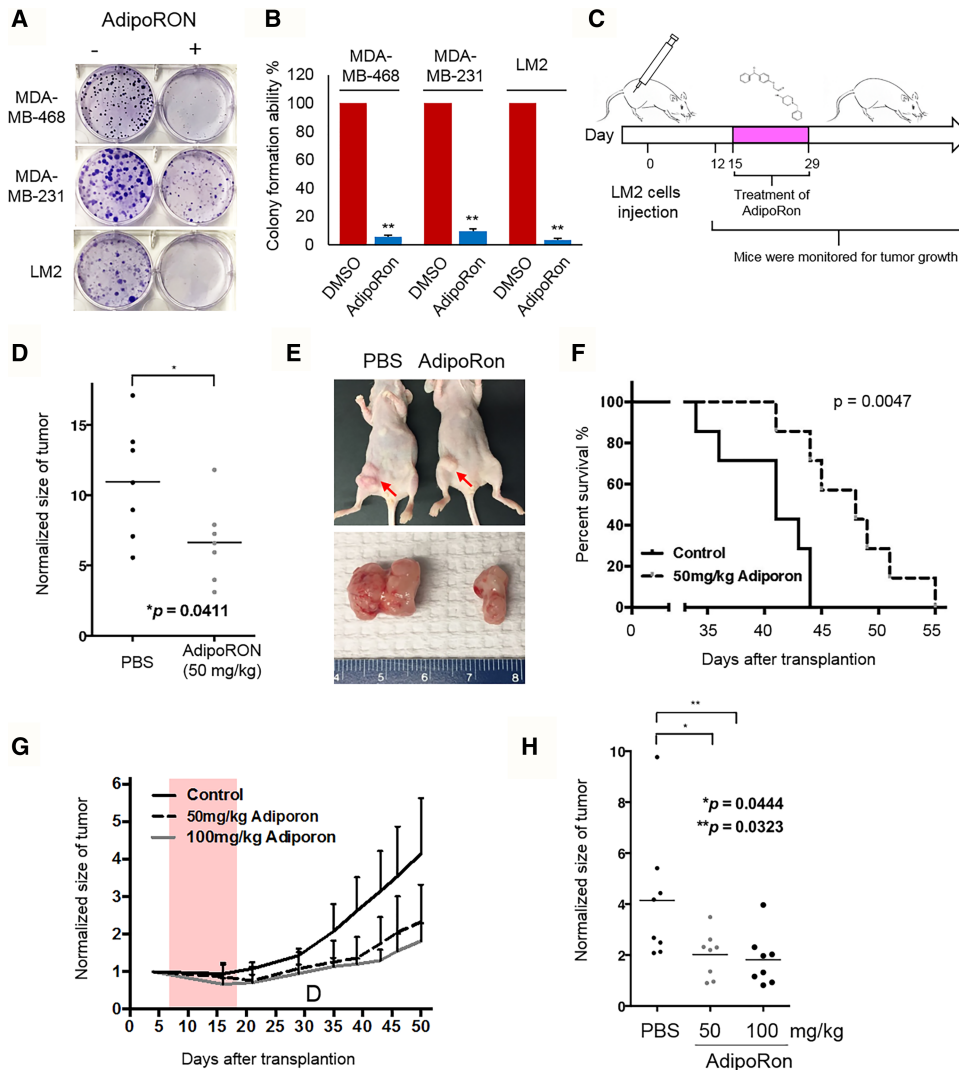 A
AdipoRON
- +
MDA-
MB-468
MDA-
MB-231
LM2
B
MDA-
MB-468
MDA-
MB-231
LM2
Colony formation ability %
120
100
80
60
40
20
0
**
**
**
DMSO
AdipoRon
DMSO
AdipoRon
DMSO
AdipoRon
C
Day
0 12 15 29
LM2 cells
injection
Treatment of
AdipoRon
Mice were monitored for tumor growth
D
Normalized size of tumor
15
10
5
0
*
*p = 0.0411
PBS
AdipoRON
(50 mg/kg)
E
PBS AdipoRon
4 5 6 7 8
F
p = 0.0047
Percent survival %
100
80
60
40
20
0
Control
50mg/kg Adiporon
0 35 40 45 50 55
Days after transplantion
G
Normalized size of tumor
6
5
4
3
2
1
0
Control
50mg/kg Adiporon
100mg/kg Adiporon
D
0 5 10 15 20 25 30 35 40 45 50
Days after transplantion
H
**
*
Normalized size of tumor
10
8
6
4
2
0
*p = 0.0444
**p = 0.0323
PBS 50 100 mg/kg
AdipoRon